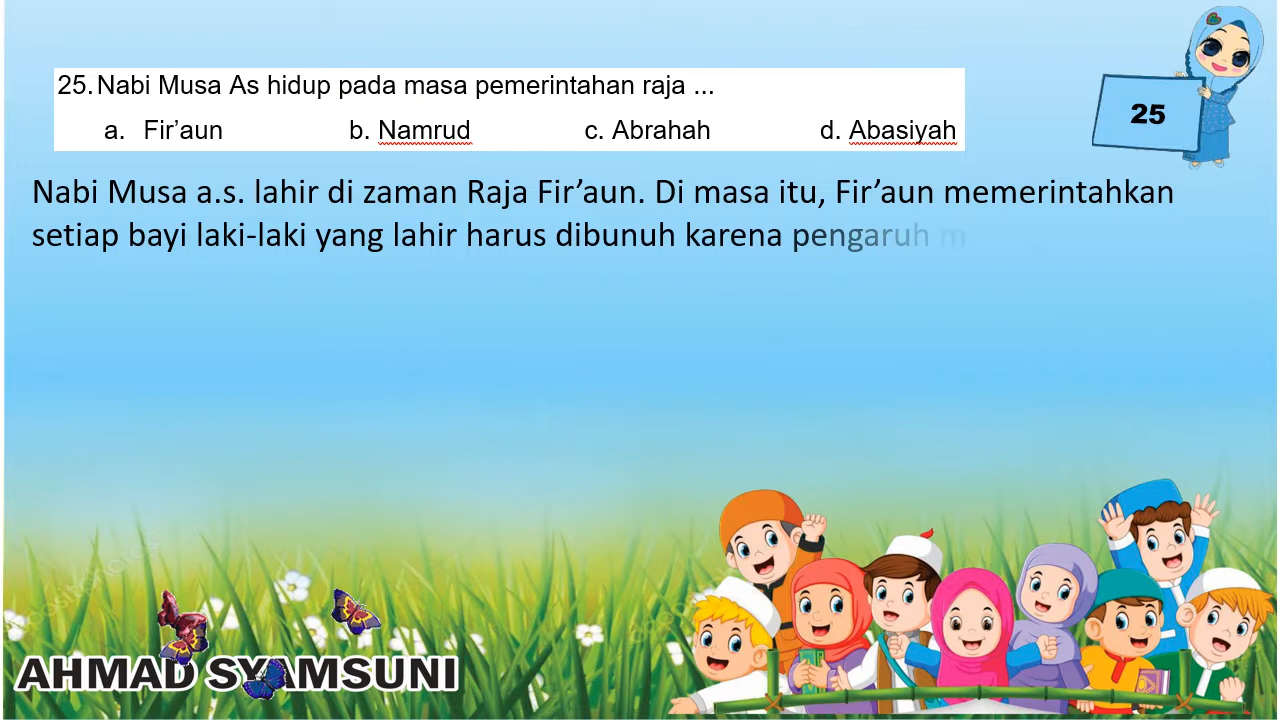 25. Nabi Musa As hidup pada masa pemerintahan raja ...
a. Fir’aun b. Namrud c. Abrahah d. Abasiyah
25
Nabi Musa a.s. lahir di zaman Raja Fir’aun. Di masa itu, Fir’aun memerintahkan
setiap bayi laki-laki yang lahir harus dibunuh karena pengaruh m
AHMAD SYAMSUNI